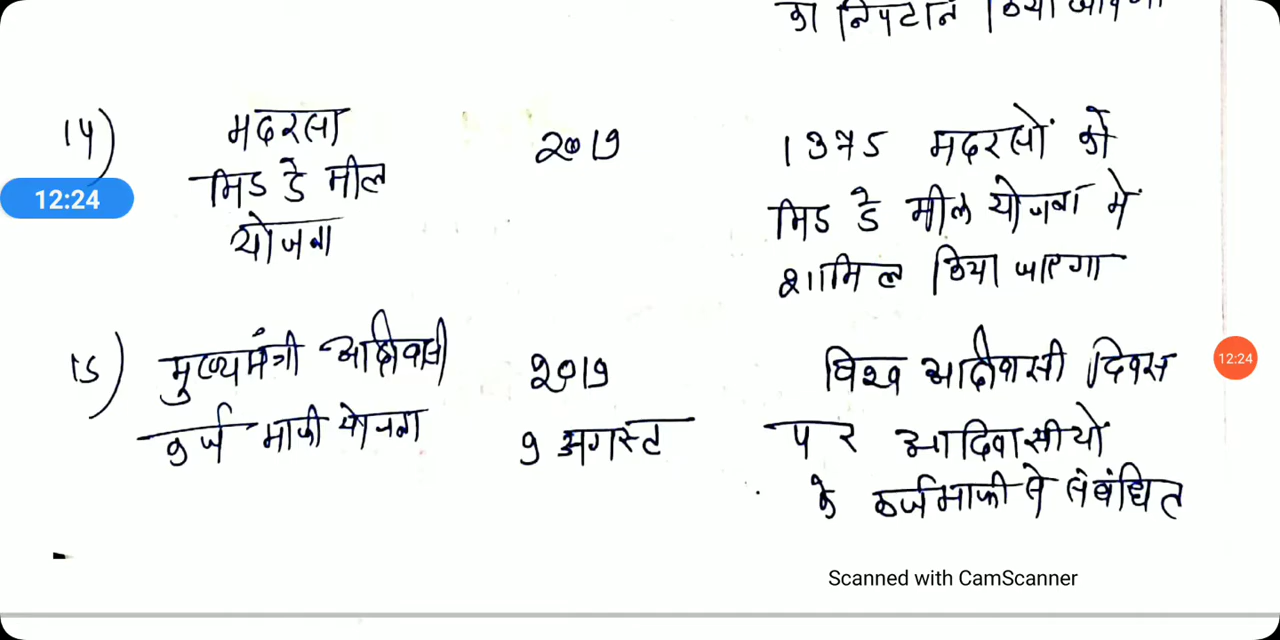 का निपटान किया जाएगा
14)
मदरसा
मिड डे मील
योजना
2019
1375 मदरसों को
मिड डे मील योजना में
शामिल किया जाएगा
12:24
15)
मुख्यमंत्री आदीवासी
कर्ज माफी योजना
2019
9 अगस्ट
विश्व आदीवासी दिवस
पर आदिवासीयो
के कर्जमाफी से संबंधित
12:24
Scanned with CamScanner